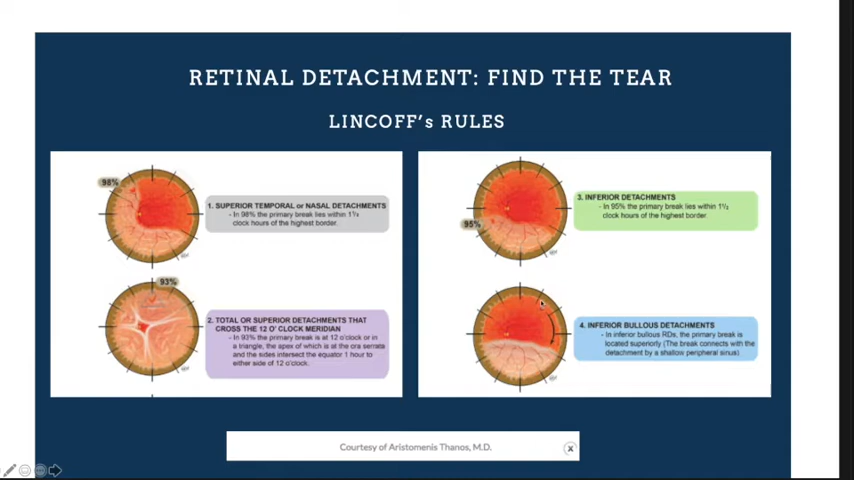 RETINAL DETACHMENT: FIND THE TEAR
LINCOFF's RULES
98%
1. SUPERIOR TEMPORAL or NASAL DETACHMENTS
- In 98% the primary break lies within 1½
clock hours of the highest border.
93%
2. TOTAL OR SUPERIOR DETACHMENTS THAT
CROSS THE 12 O' CLOCK MERIDIAN
- In 93% the primary break is at 12 o'clock or in
a triangle, the apex of which is at the ora serrata
and the sides intersect the equator 1 hour to
either side of 12 o'clock.
95%
3. INFERIOR DETACHMENTS
- In 95% the primary break lies within 1½
clock hours of the highest border
4. INFERIOR BULLOUS DETACHMENTS
- In inferior bullous RDs, the primary break is
located superiorly (The break connects with the
detachment by a shallow peripheral sinus)
Courtesy of Aristomenis Thanos, M.D.
x